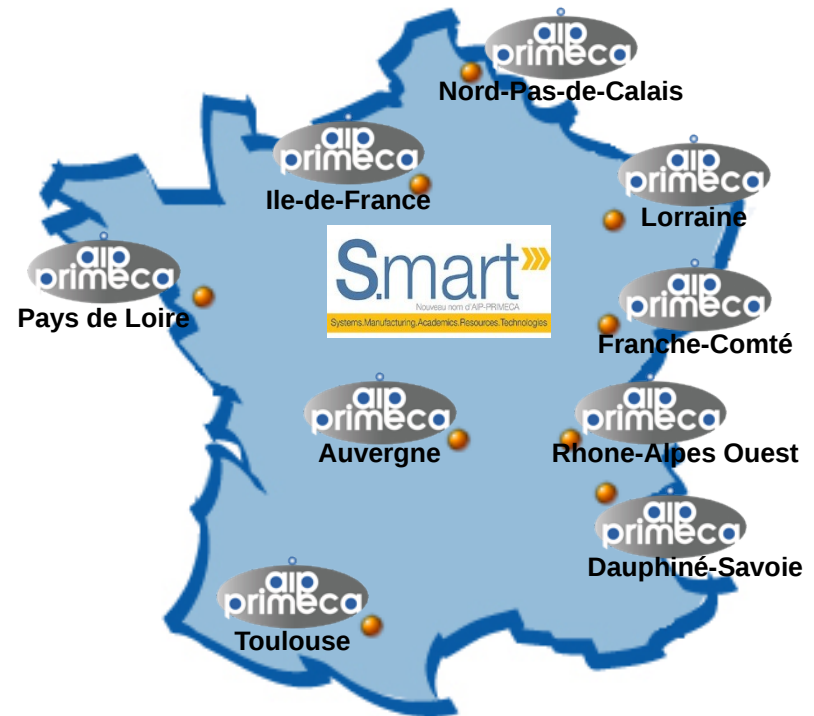 aip
primeca
Nord-Pas-de-Calais
aip
primeca
Ile-de-France
aip
primeca
Lorraine
S.mart
Nouveau nom d'AIP-PRIMECA
Systems.Manufacturing.Academics.Resources.Technologies
aip
primeca
Pays de Loire
aip
primeca
Franche-Comté
aip
primeca
Auvergne
aip
primeca
Rhone-Alpes Ouest
aip
primeca
Dauphiné-Savoie
aip
primeca
Toulouse